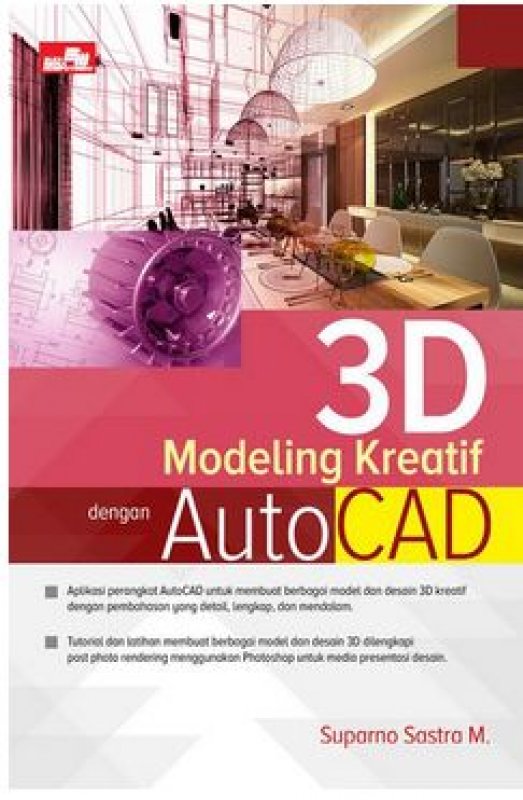 3D
Modeling Kreatif
dengan AutoCAD
Aplikasi perangkat AutoCAD untuk membuat berbagai model dan desain 3D kreatif
dengan pembahasan yang detail, lengkap, dan mendalam.
Tutorial dan latihan membuat berbagai model dan desain 3D dilengkapi
post photo rendering menggunakan Photoshop untuk media presentasi desain.
Suparno Sastra M.